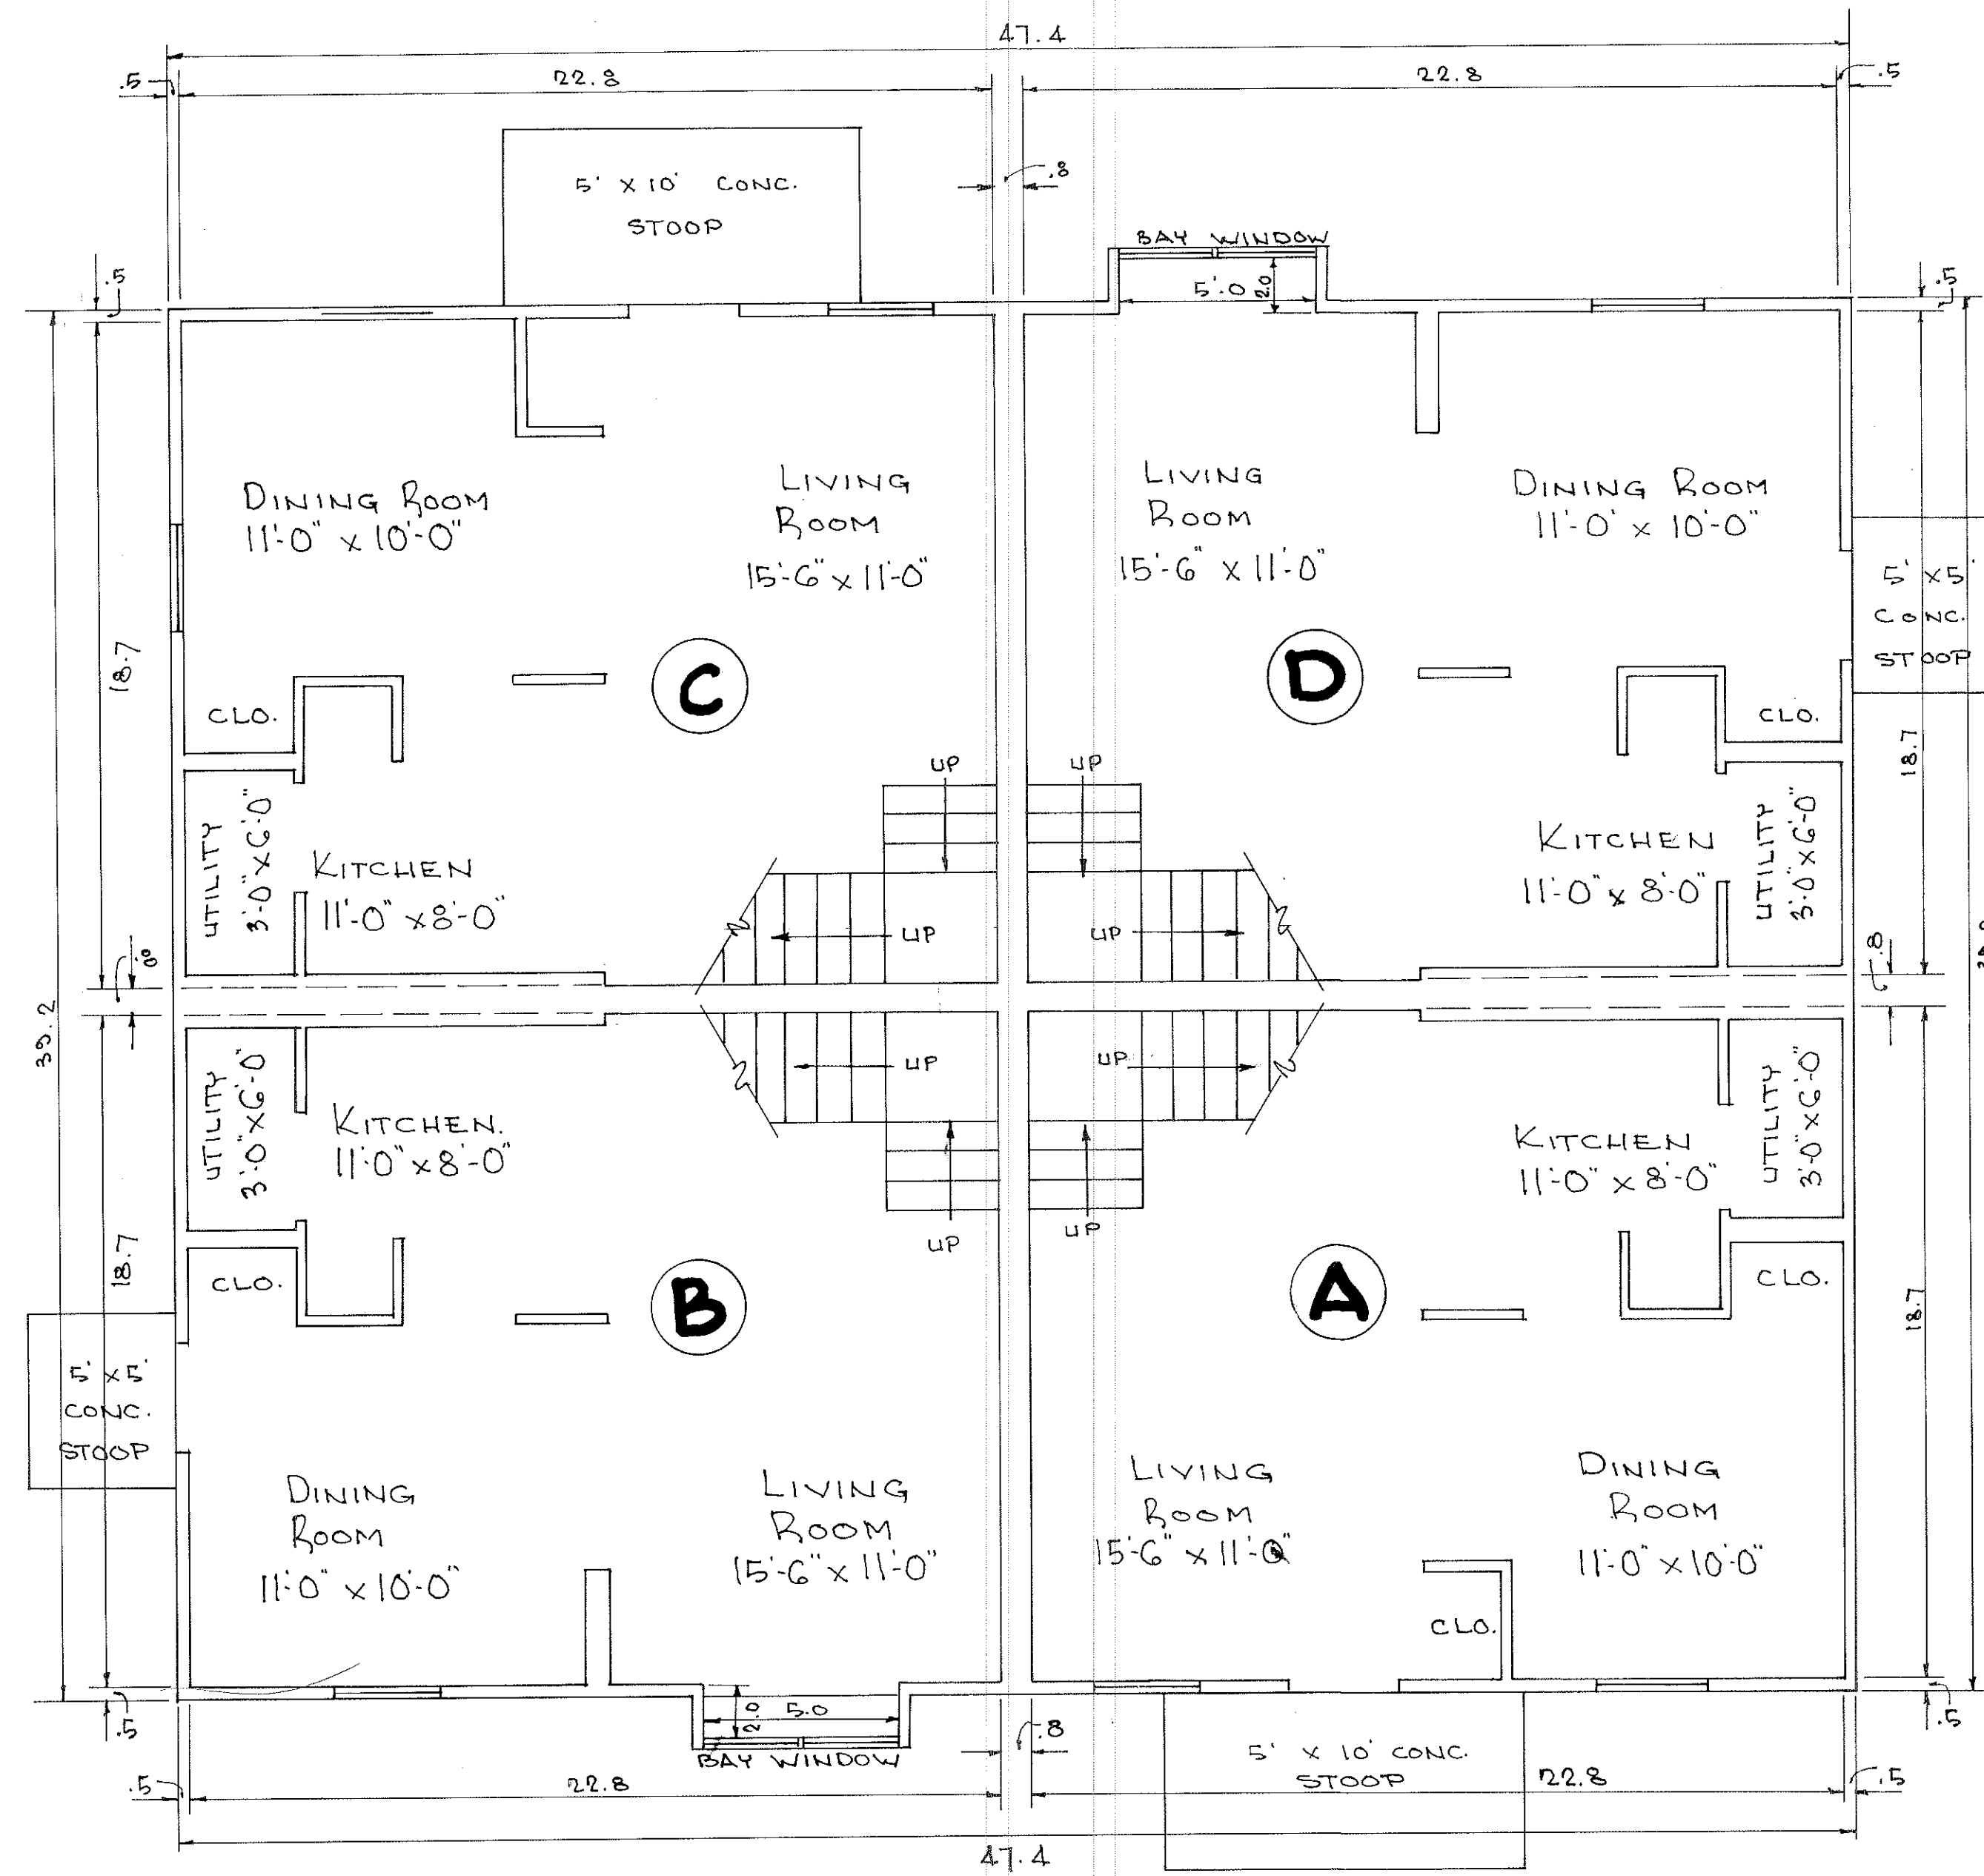 47.4
.5
22.8
22.8
.5
.8
5' X 10' CONC.
STOOP
BAY WINDOW
5'.0
2.0
.5
.5
DINING ROOM
11'-0" x 10'-0"
LIVING
ROOM
15'-6" x 11'-0"
LIVING
ROOM
15'-6" x 11'-0"
DINING ROOM
11'-0' x 10'-0"
5' x 5'
CONC.
STOOP
C
D
18.7
18.7
CLO.
CLO.
UP
UP
UTILITY
3'-0" x 6'-0"
KITCHEN
11'-0" x 8'-0"
UP
UP
KITCHEN
11'-0" x 8'-0"
UTILITY
3'-0" x 6'-0"
.8
.8
39.2
UTILITY
3'-0" x 6'-0"
KITCHEN.
11'-0" x 8'-0"
UP
UP
KITCHEN
11'-0" x 8'-0"
UTILITY
3'-0" x 6'-0"
UP
UP
18.7
18.7
CLO.
CLO.
B
A
5' x 5'
CONC.
STOOP
DINING
ROOM
11'-0" x 10'-0"
LIVING
ROOM
15'-6" x 11'-0"
LIVING
ROOM
15'-6" x 11'-0"
DINING
ROOM
11'-0" x 10'-0"
CLO.
.5
.5
2.0
5.0
BAY WINDOW
.8
5' X 10' CONC.
STOOP
.5
22.8
22.8
.5
47.4